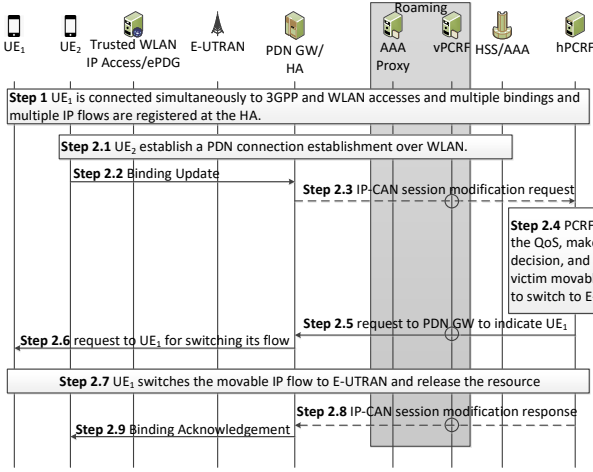 Roaming
UE1
UE2
Trusted WLAN
IP Access/ePDG
E-UTRAN
PDN GW/
HA
AAA
Proxy
vPCRF
HSS/AAA
hPCRF
Step 1 UE1 is connected simultaneously to 3GPP and WLAN accesses and multiple bindings and
multiple IP flows are registered at the HA.
Step 2.1 UE2 establish a PDN connection establishment over WLAN.
Step 2.2 Binding Update
Step 2.3 IP-CAN session modification request
Step 2.4 PCRF
the QoS, make
decision, and
victim movable
to switch to E
Step 2.5 request to PDN GW to indicate UE1
Step 2.6 request to UE1 for switching its flow
Step 2.7 UE1 switches the movable IP flow to E-UTRAN and release the resource
Step 2.8 IP-CAN session modification response
Step 2.9 Binding Acknowledgement